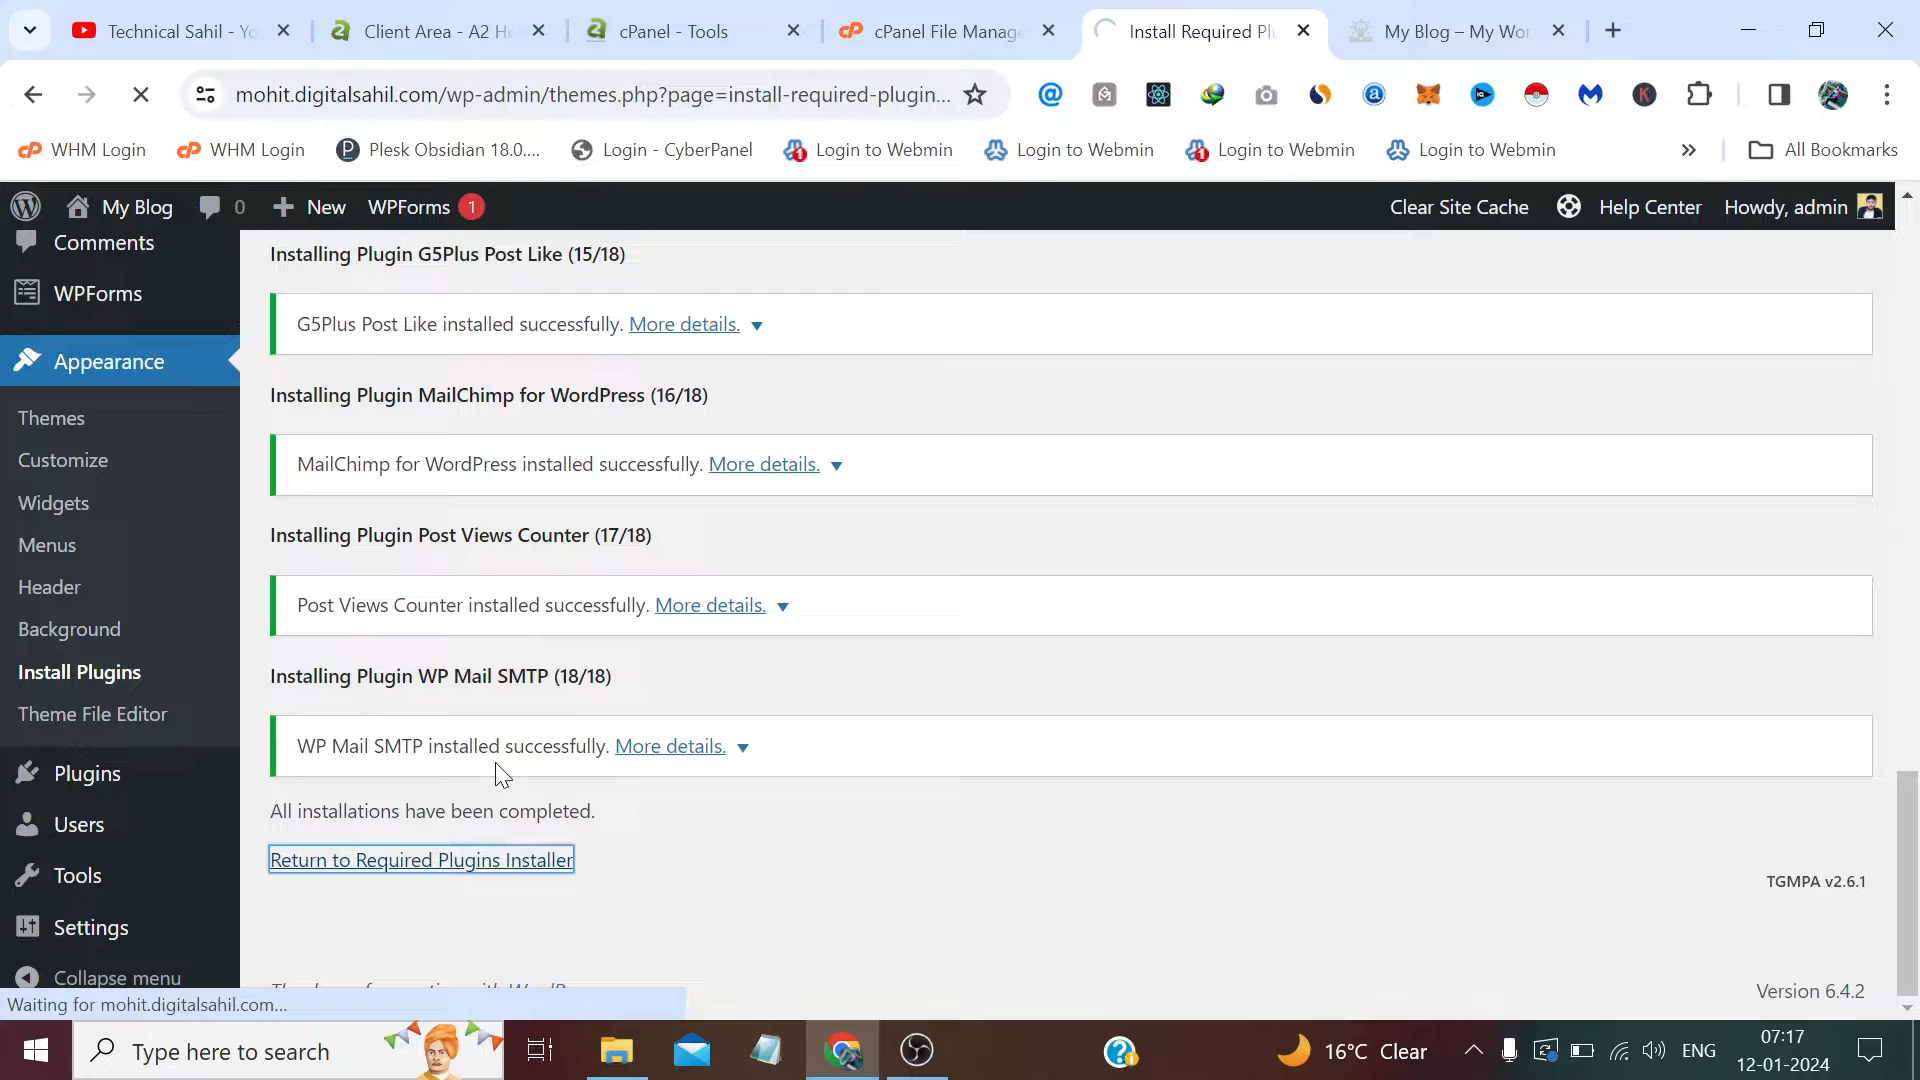 Technical Sahil - Yo
Client Area - A2 Ho
cPanel - Tools
cPanel File Manage
Install Required Plu
My Blog – My Wor
mohit.digitalsahil.com/wp-admin/themes.php?page=install-required-plugin...
WHM Login
WHM Login
Plesk Obsidian 18.0....
Login - CyberPanel
Login to Webmin
Login to Webmin
Login to Webmin
Login to Webmin
All Bookmarks
My Blog
0
New
WPForms 1
Clear Site Cache
Help Center
Howdy, admin
Comments
WPForms
Appearance
Themes
Customize
Widgets
Menus
Header
Background
Install Plugins
Theme File Editor
Plugins
Users
Tools
Settings
Collapse menu
Installing Plugin G5Plus Post Like (15/18)
G5Plus Post Like installed successfully. More details.
Installing Plugin MailChimp for WordPress (16/18)
MailChimp for WordPress installed successfully. More details.
Installing Plugin Post Views Counter (17/18)
Post Views Counter installed successfully. More details.
Installing Plugin WP Mail SMTP (18/18)
WP Mail SMTP installed successfully. More details.
All installations have been completed.
Return to Required Plugins Installer
TGMPA v2.6.1
Version 6.4.2
Waiting for mohit.digitalsahil.com...
Type here to search
16°C Clear
ENG
07:17
12-01-2024